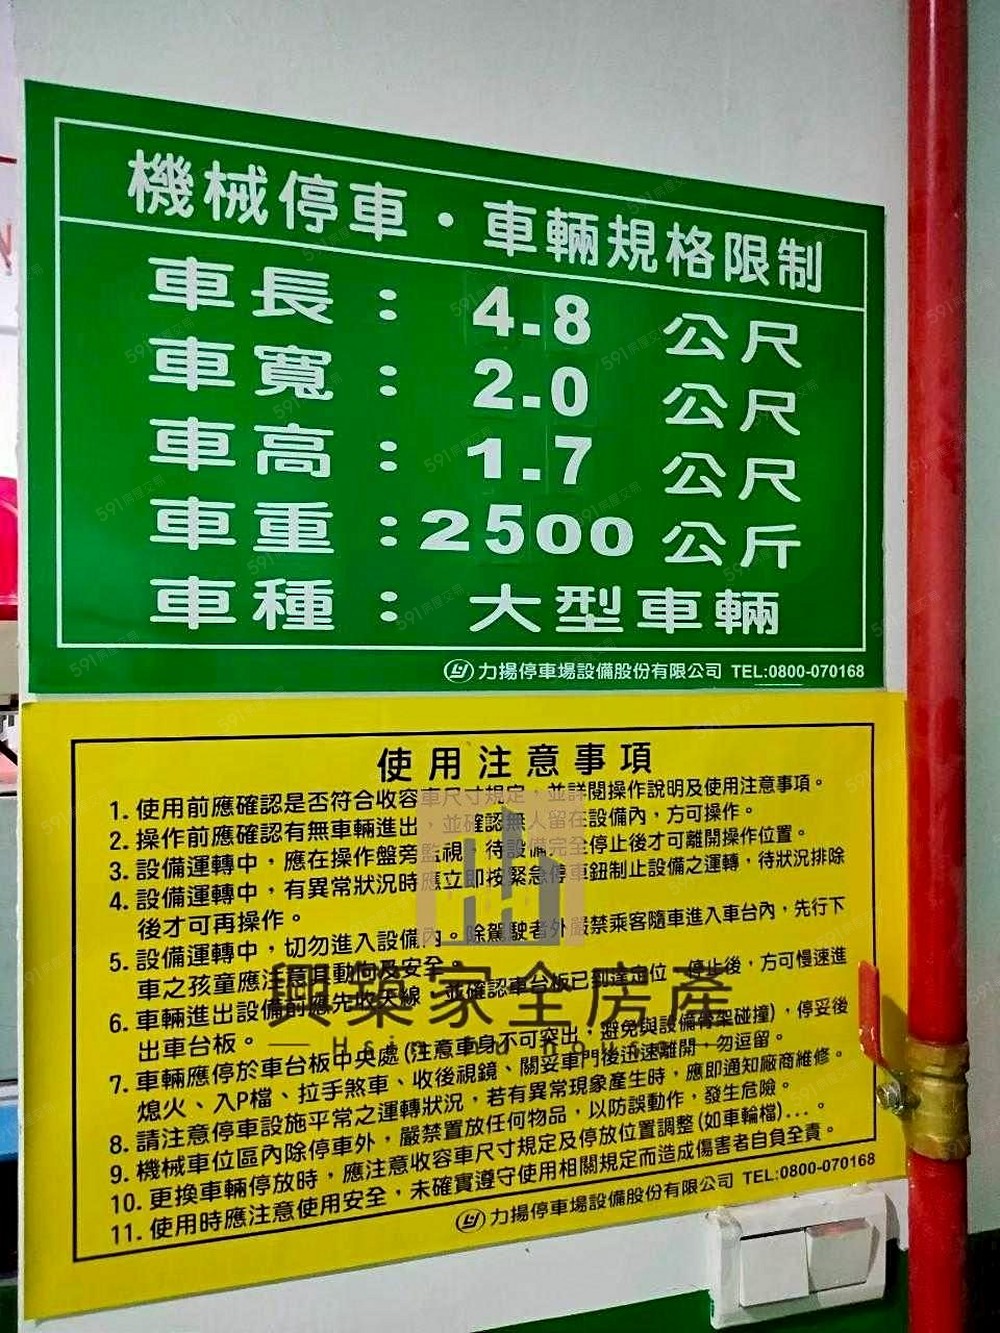 機械停車・車輛規格限制
車長：4.8 公尺
車寬：2.0 公尺
車高：1.7 公尺
車重：2500 公斤
車種：大型車輛
力揚停車場設備股份有限公司 TEL:0800-070168
使用注意事項
1. 使用前應確認是否符合收容車尺寸規定，並詳閱操作說明及使用注意事項。
2. 操作前應確認有無車輛進出，並確認無人留在設備內，方可操作。
3. 設備運轉中，應在操作盤旁監視，待設備完全停止後才可離開操作位置。
4. 設備運轉中，有異常狀況時應立即按緊急停車鈕制止設備之運轉，待狀況排除
後才可再操作。
5. 設備運轉中，切勿進入設備內。除駕駛者外嚴禁乘客隨車進入車台內，先行下
車之孩童應注意其動向及安全。
6. 車輛進出設備前應先收天線，並確認車台板已到達定位，停止後，方可慢速進
出車台板。
7. 車輛應停於車台板中央處(注意車身不可突出，避免與設備骨架碰撞)，停妥後
熄火、入P檔、拉手煞車、收後視鏡、關妥車門後迅速離開，勿逗留。
8. 請注意停車設施平常之運轉狀況，若有異常現象產生時，應即通知廠商維修。
9. 機械車位區內除停車外，嚴禁置放任何物品，以防誤動作，發生危險。
10. 更換車輛停放時，應注意收容車尺寸規定及停放位置調整(如車輪檔)...。
11. 使用時應注意使用安全，未確實遵守使用相關規定而造成傷害者自負全責。
力揚停車場設備股份有限公司 TEL:0800-070168
興築家全房產
591房屋交易